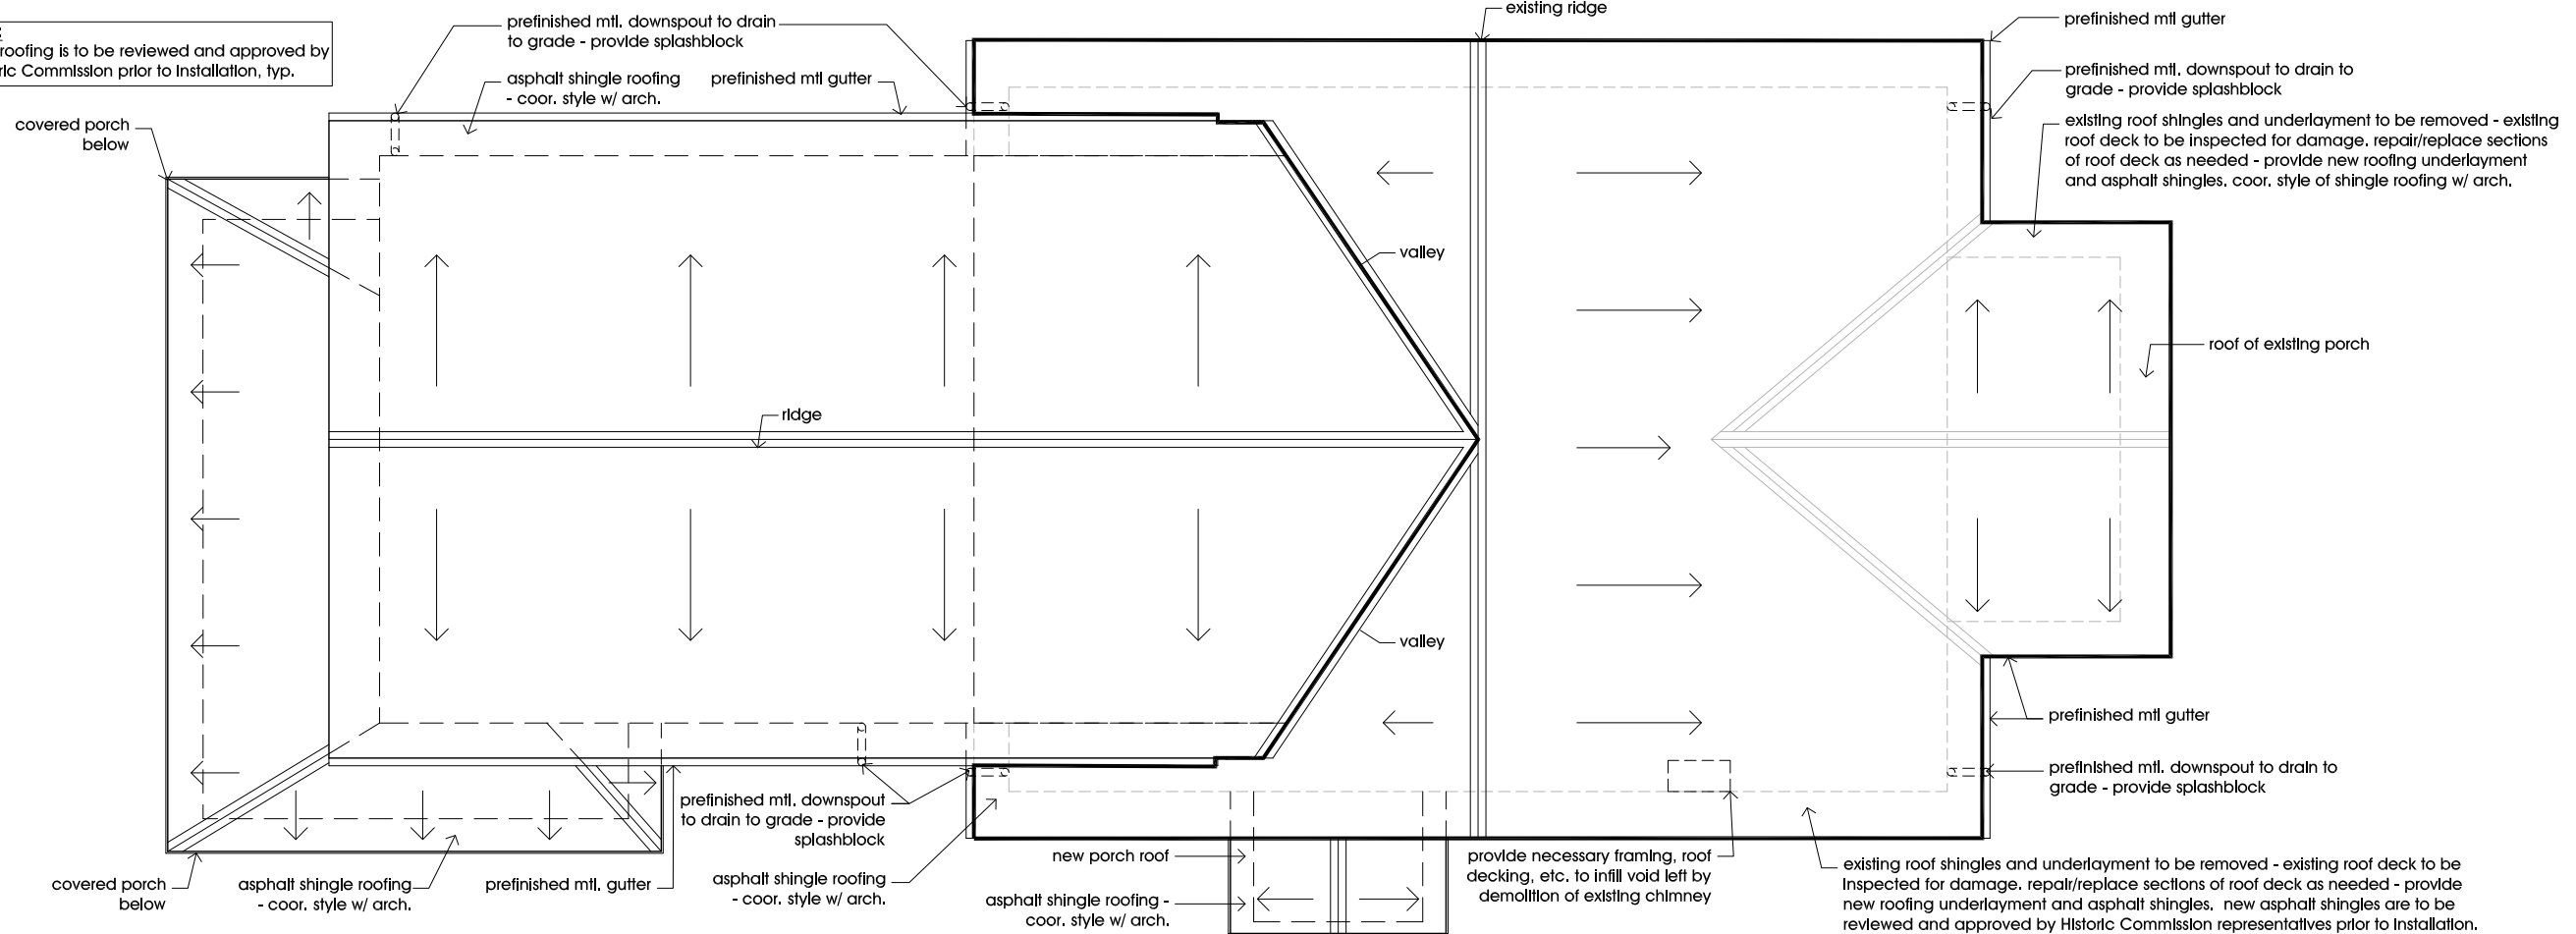 roofing is to be reviewed and approved by
Commission prior to installation, typ.
prefinished mtl. downspout to drain
to grade - provide splashblock
asphalt shingle roofing
- coor. style w/ arch.
prefinished mtl gutter
covered porch
below
existing ridge
prefinished mtl gutter
prefinished mtl. downspout to drain to
grade - provide splashblock
existing roof shingles and underlayment to be removed - existing
roof deck to be inspected for damage. repair/replace sections
of roof deck as needed - provide new roofing underlayment
and asphalt shingles. coor. style of shingle roofing w/ arch.
valley
roof of existing porch
ridge
valley
prefinished mtl gutter
prefinished mtl. downspout to drain to
grade - provide splashblock
prefinished mtl. downspout
to drain to grade - provide
splashblock
covered porch
below
asphalt shingle roofing
- coor. style w/ arch.
prefinished mtl. gutter
asphalt shingle roofing
- coor. style w/ arch.
new porch roof
asphalt shingle roofing -
coor. style w/ arch.
provide necessary framing, roof
decking, etc. to infill void left by
demolition of existing chimney
existing roof shingles and underlayment to be removed - existing roof deck to be
inspected for damage. repair/replace sections of roof deck as needed - provide
new roofing underlayment and asphalt shingles. new asphalt shingles are to be
reviewed and approved by Historic Commission representatives prior to installation.